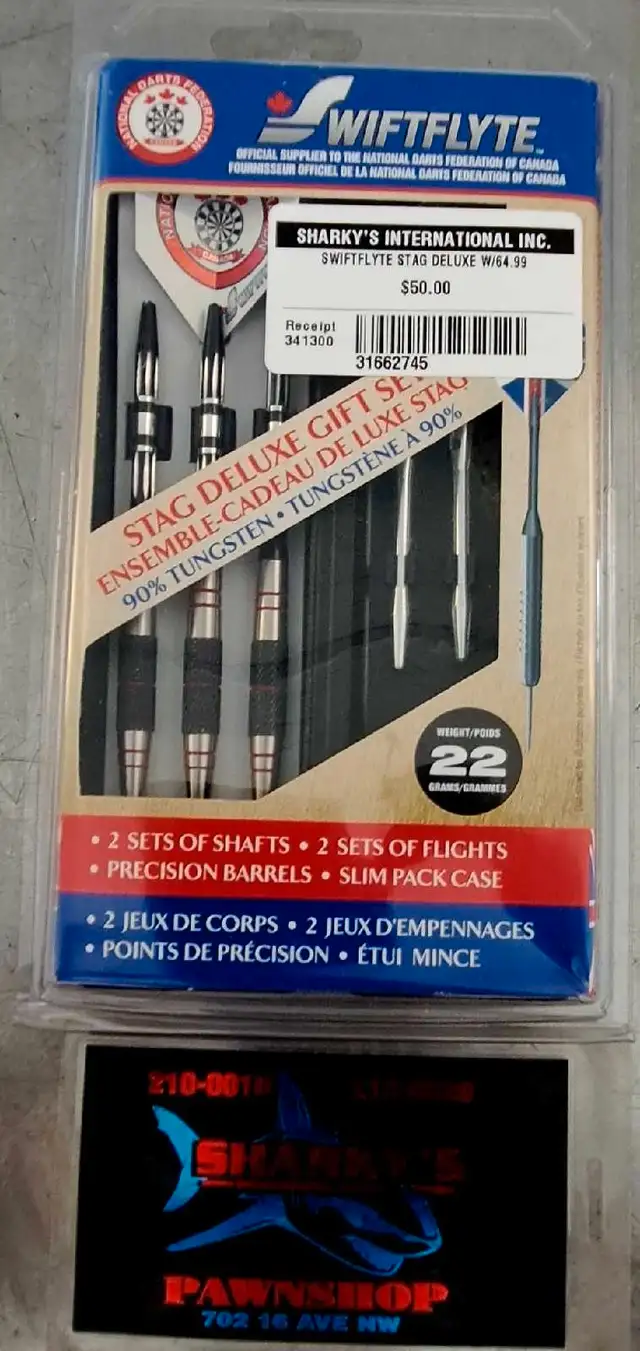 NATIONAL DARTS FEDERATION
CANADA
SWIFTFLYTE
OFFICIAL SUPPLIER TO THE NATIONAL DARTS FEDERATION OF CANADA
FOURNISSEUR OFFICIEL DE LA NATIONAL DARTS FEDERATION OF CANADA
SHARKY'S INTERNATIONAL INC.
SWIFTFLYTE STAG DELUXE W/64.99
$50.00
Receipt
341300
31662745
CANADA
STAG DELUXE GIFT SET
ENSEMBLE-CADEAU DE LUXE STAG
90% TUNGSTEN • TUNGSTÈNE À 90%
WEIGHT/POIDS
22
GRAMS/GRAMMES
• 2 SETS OF SHAFTS • 2 SETS OF FLIGHTS
• PRECISION BARRELS • SLIM PACK CASE
• 2 JEUX DE CORPS • 2 JEUX D'EMPENNAGES
• POINTS DE PRÉCISION • ÉTUI MINCE
SHARKY'S
PAWNSHOP
702 16 AVE NW